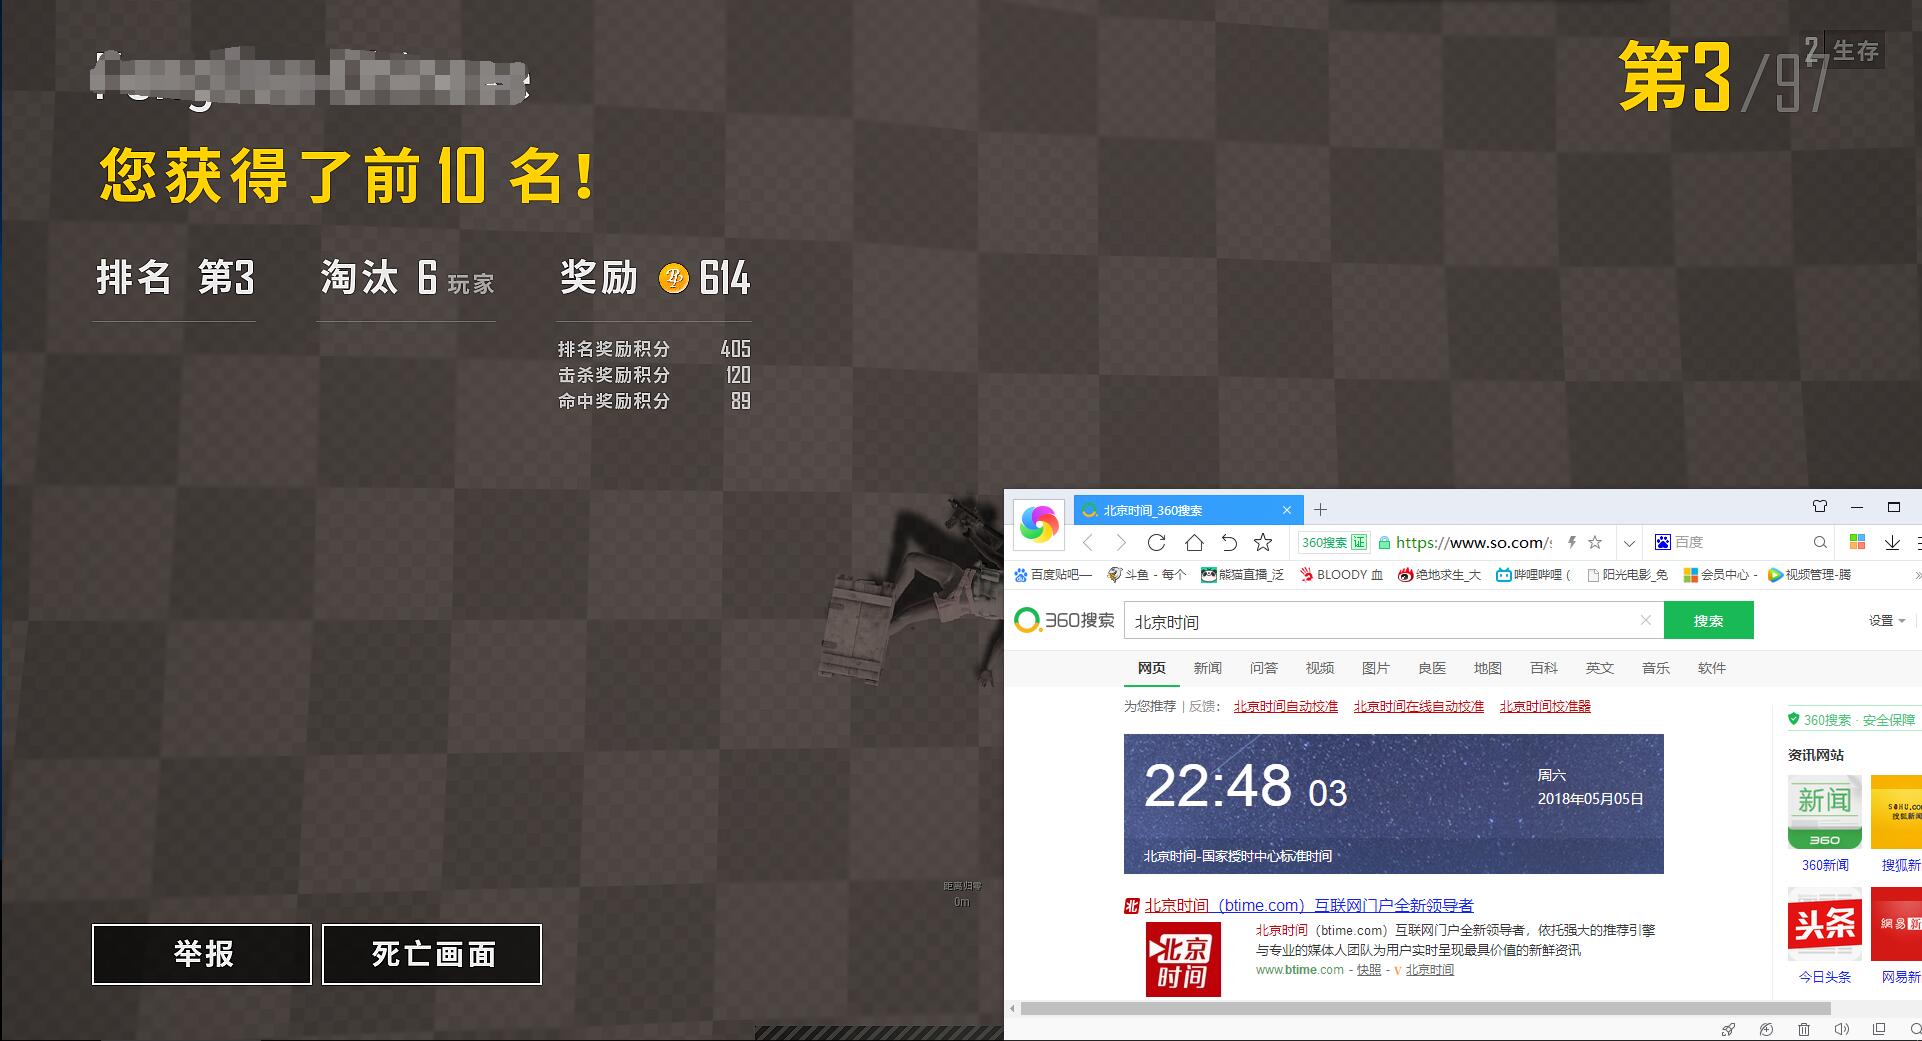 第3/97
2 生存
您获得了前10名!
排名 第3 淘汰 6 玩家 奖励 614
排名奖励积分 405
击杀奖励积分 120
命中奖励积分 89
距离归零
0m
举报 死亡画面
北京时间_360搜索
360搜索 证 https://www.so.com/s 百度
百度贴吧— 斗鱼 - 每个 熊猫直播_泛 BLOODY 血 绝地求生_大 哔哩哔哩 ( 阳光电影_免 会员中心 - 视频管理-腾
360搜索 北京时间 搜索 设置
网页 新闻 问答 视频 图片 良医 地图 百科 英文 音乐 软件
为您推荐 | 反馈: 北京时间自动校准 北京时间在线自动校准 北京时间校准器
22:48 03
周六
2018年05月05日
北京时间-国家授时中心标准时间
北京时间（btime.com）互联网门户全新领导者
北京时间
北京时间（btime.com）互联网门户全新领导者，依托强大的推荐引擎
与专业的媒体人团队为用户实时呈现最具价值的新鲜资讯
www.btime.com - 快照 - V 北京时间
360搜索 · 安全保障
资讯网站
新闻
360
360新闻 搜狐新
头条
今日头条 网易新